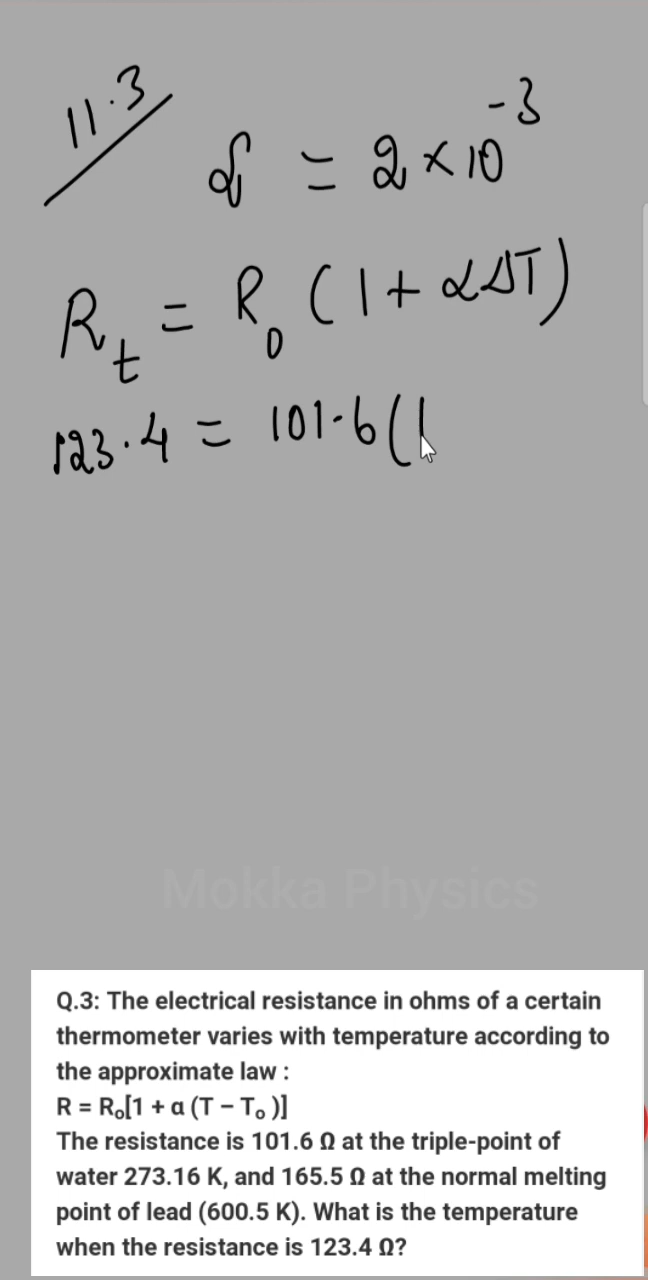 11.3
α = 2 × 10⁻³
Rₜ = R₀ (1 + αΔT)
123.4 = 101.6 (1
Mokka Physics
Q.3: The electrical resistance in ohms of a certain
thermometer varies with temperature according to
the approximate law :
R = Rₒ[1 + α (T – Tₒ )]
The resistance is 101.6 Ω at the triple-point of
water 273.16 K, and 165.5 Ω at the normal melting
point of lead (600.5 K). What is the temperature
when the resistance is 123.4 Ω?